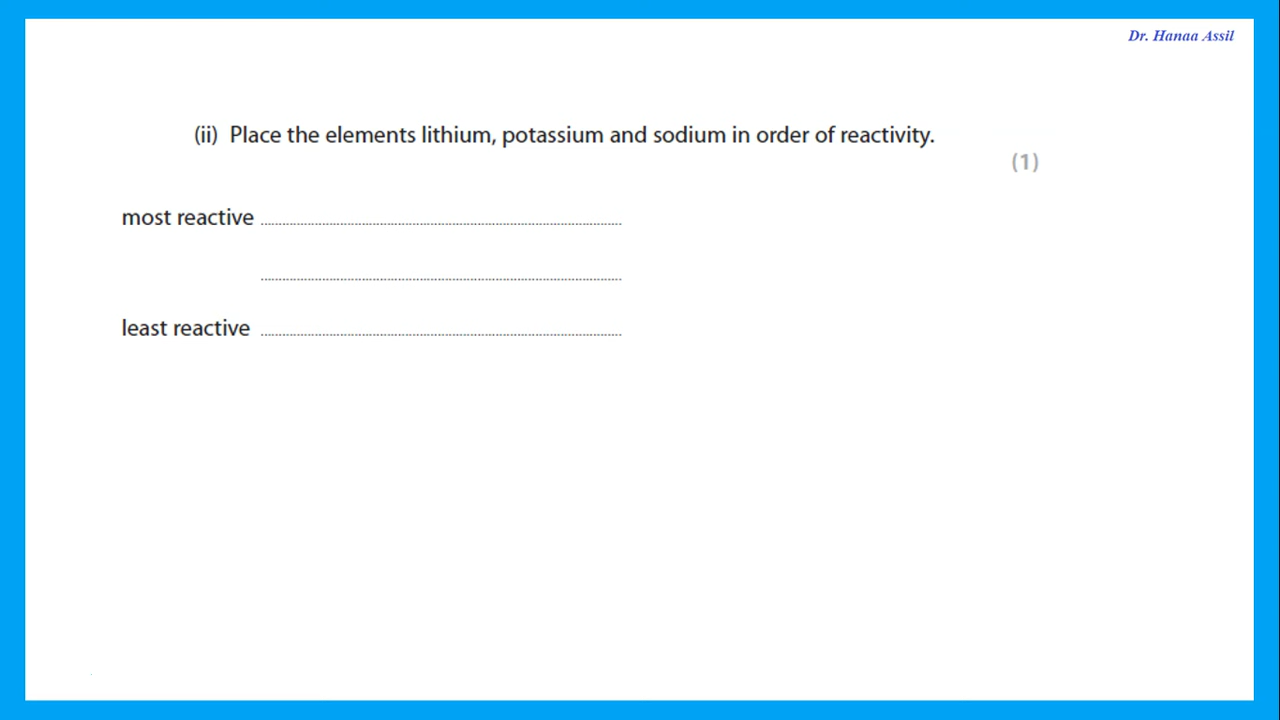 Dr. Hanaa Assil
(ii) Place the elements lithium, potassium and sodium in order of reactivity.
(1)
most reactive
least reactive